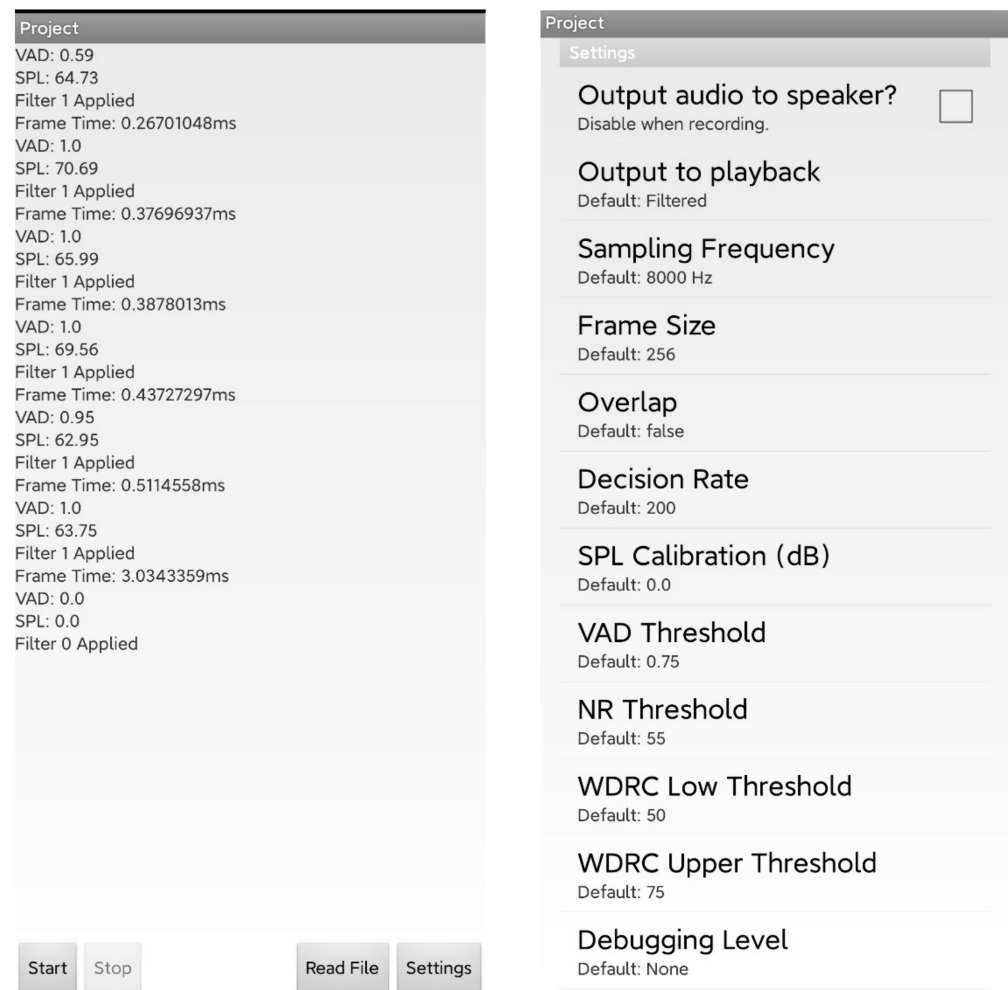 Project
VAD: 0.59
SPL: 64.73
Filter 1 Applied
Frame Time: 0.26701048ms
VAD: 1.0
SPL: 70.69
Filter 1 Applied
Frame Time: 0.37696937ms
VAD: 1.0
SPL: 65.99
Filter 1 Applied
Frame Time: 0.3878013ms
VAD: 1.0
SPL: 69.56
Filter 1 Applied
Frame Time: 0.43727297ms
VAD: 0.95
SPL: 62.95
Filter 1 Applied
Frame Time: 0.5114558ms
VAD: 1.0
SPL: 63.75
Filter 1 Applied
Frame Time: 3.0343359ms
VAD: 0.0
SPL: 0.0
Filter 0 Applied
Start
Stop
Read File
Settings
Project
Settings
Output audio to speaker?
Disable when recording.
Output to playback
Default: Filtered
Sampling Frequency
Default: 8000 Hz
Frame Size
Default: 256
Overlap
Default: false
Decision Rate
Default: 200
SPL Calibration (dB)
Default: 0.0
VAD Threshold
Default: 0.75
NR Threshold
Default: 55
WDRC Low Threshold
Default: 50
WDRC Upper Threshold
Default: 75
Debugging Level
Default: None